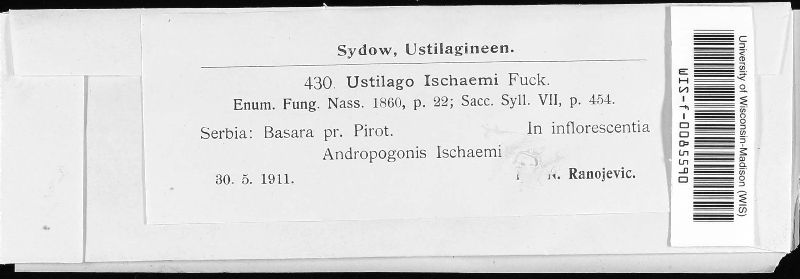 Sydow, Ustilagineen.
430. Ustilago Ischaemi Fuck.
Enum. Fung. Nass. 1860, p. 22; Sacc. Syll. VII, p. 454.
Serbia: Basara pr. Pirot. In inflorescentia
Andropogonis Ischaemi
30. 5. 1911. Ranojevic.
University of Wisconsin-Madison (WIS)
WIS-f-0085590